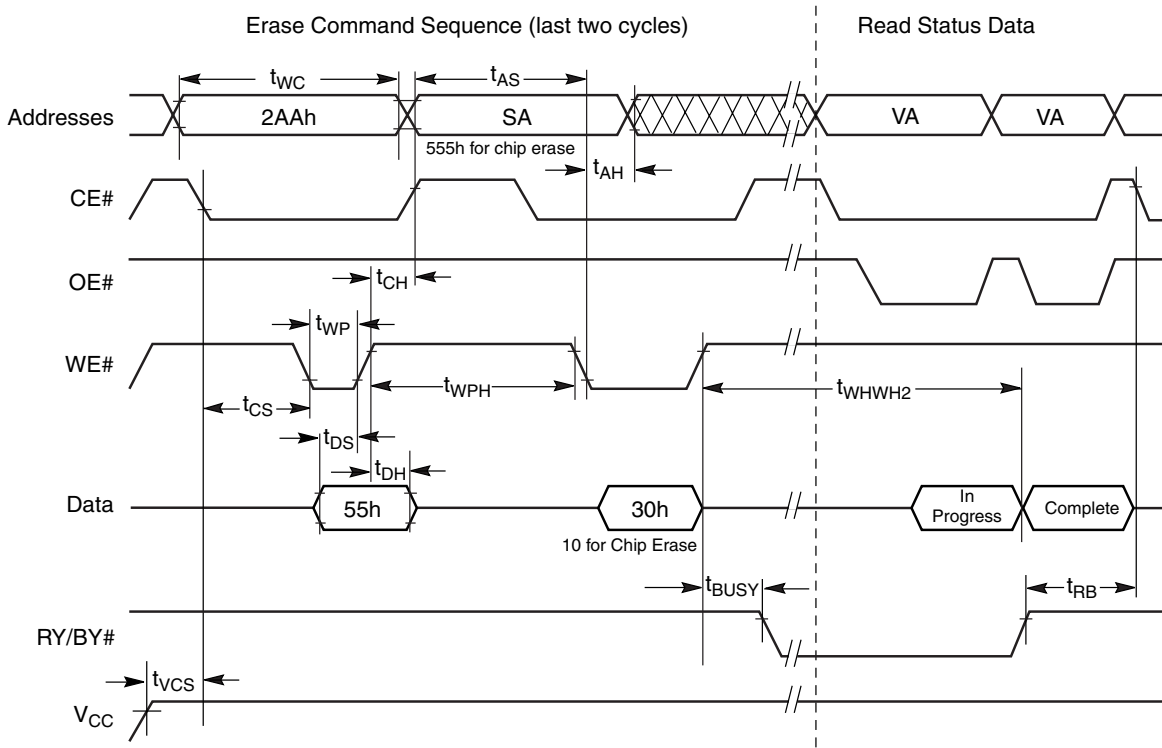 Erase Command Sequence (last two cycles)
Read Status Data
tWC
tAS
Addresses
2AAh
SA
VA
VA
555h for chip erase
tAH
CE#
OE#
tCH
tWP
WE#
tWPH
tWHWH2
tCS
tDS
tDH
Data
55h
30h
In
Progress
Complete
10 for Chip Erase
tBUSY
tRB
RY/BY#
tVCS
VCC